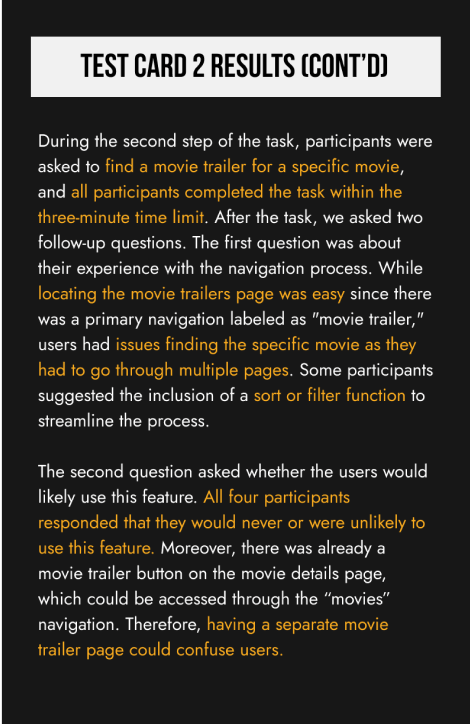 TEST CARD 2 RESULTS (CONT'D)
During the second step of the task, participants were
asked to find a movie trailer for a specific movie,
and all participants completed the task within the
three-minute time limit. After the task, we asked two
follow-up questions. The first question was about
their experience with the navigation process. While
locating the movie trailers page was easy since there
was a primary navigation labeled as "movie trailer,"
users had issues finding the specific movie as they
had to go through multiple pages. Some participants
suggested the inclusion of a sort or filter function to
streamline the process.
The second question asked whether the users would
likely use this feature. All four participants
responded that they would never or were unlikely to
use this feature. Moreover, there was already a
movie trailer button on the movie details page,
which could be accessed through the “movies”
navigation. Therefore, having a separate movie
trailer page could confuse users.